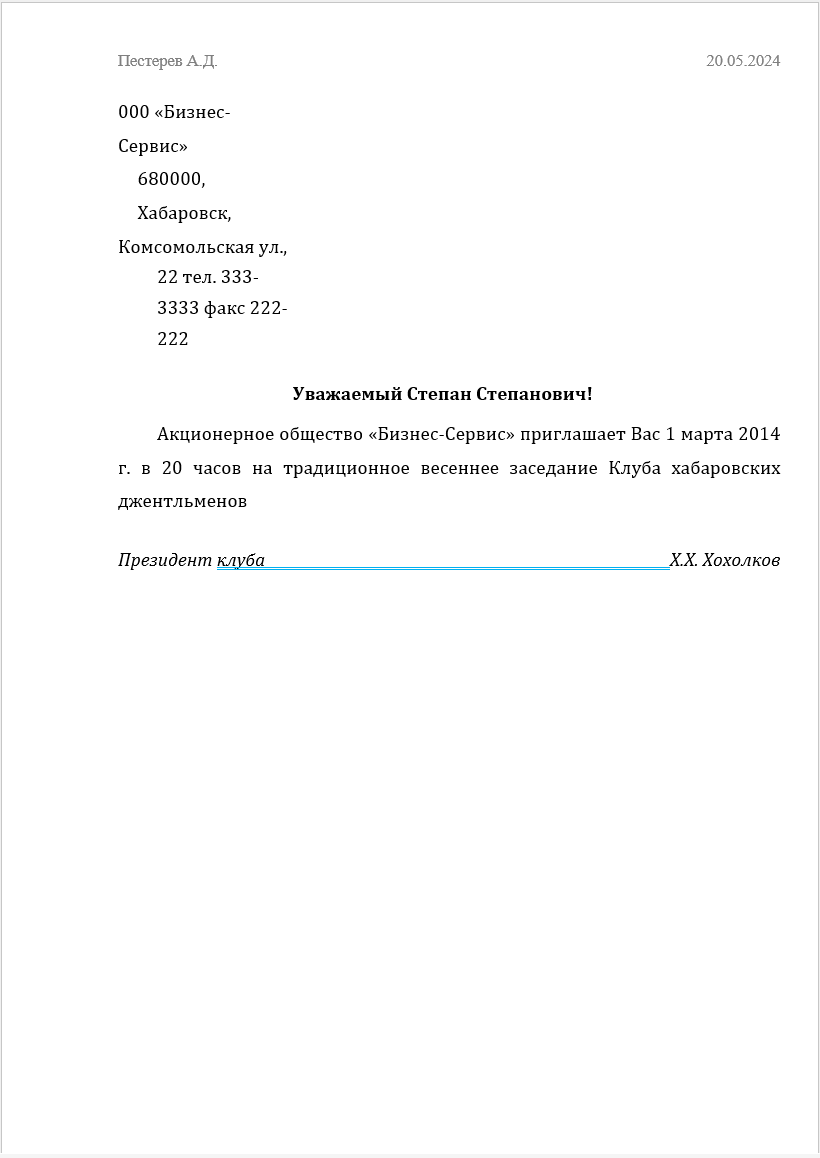 Пестерев А.Д. 20.05.2024
000 «Бизнес-
Сервис»
680000,
Хабаровск,
Комсомольская ул.,
22 тел. 333-
3333 факс 222-
222
Уважаемый Степан Степанович!
Акционерное общество «Бизнес-Сервис» приглашает Вас 1 марта 2014
г. в 20 часов на традиционное весеннее заседание Клуба хабаровских
джентльменов
Президент клуба Х.Х. Хохолков